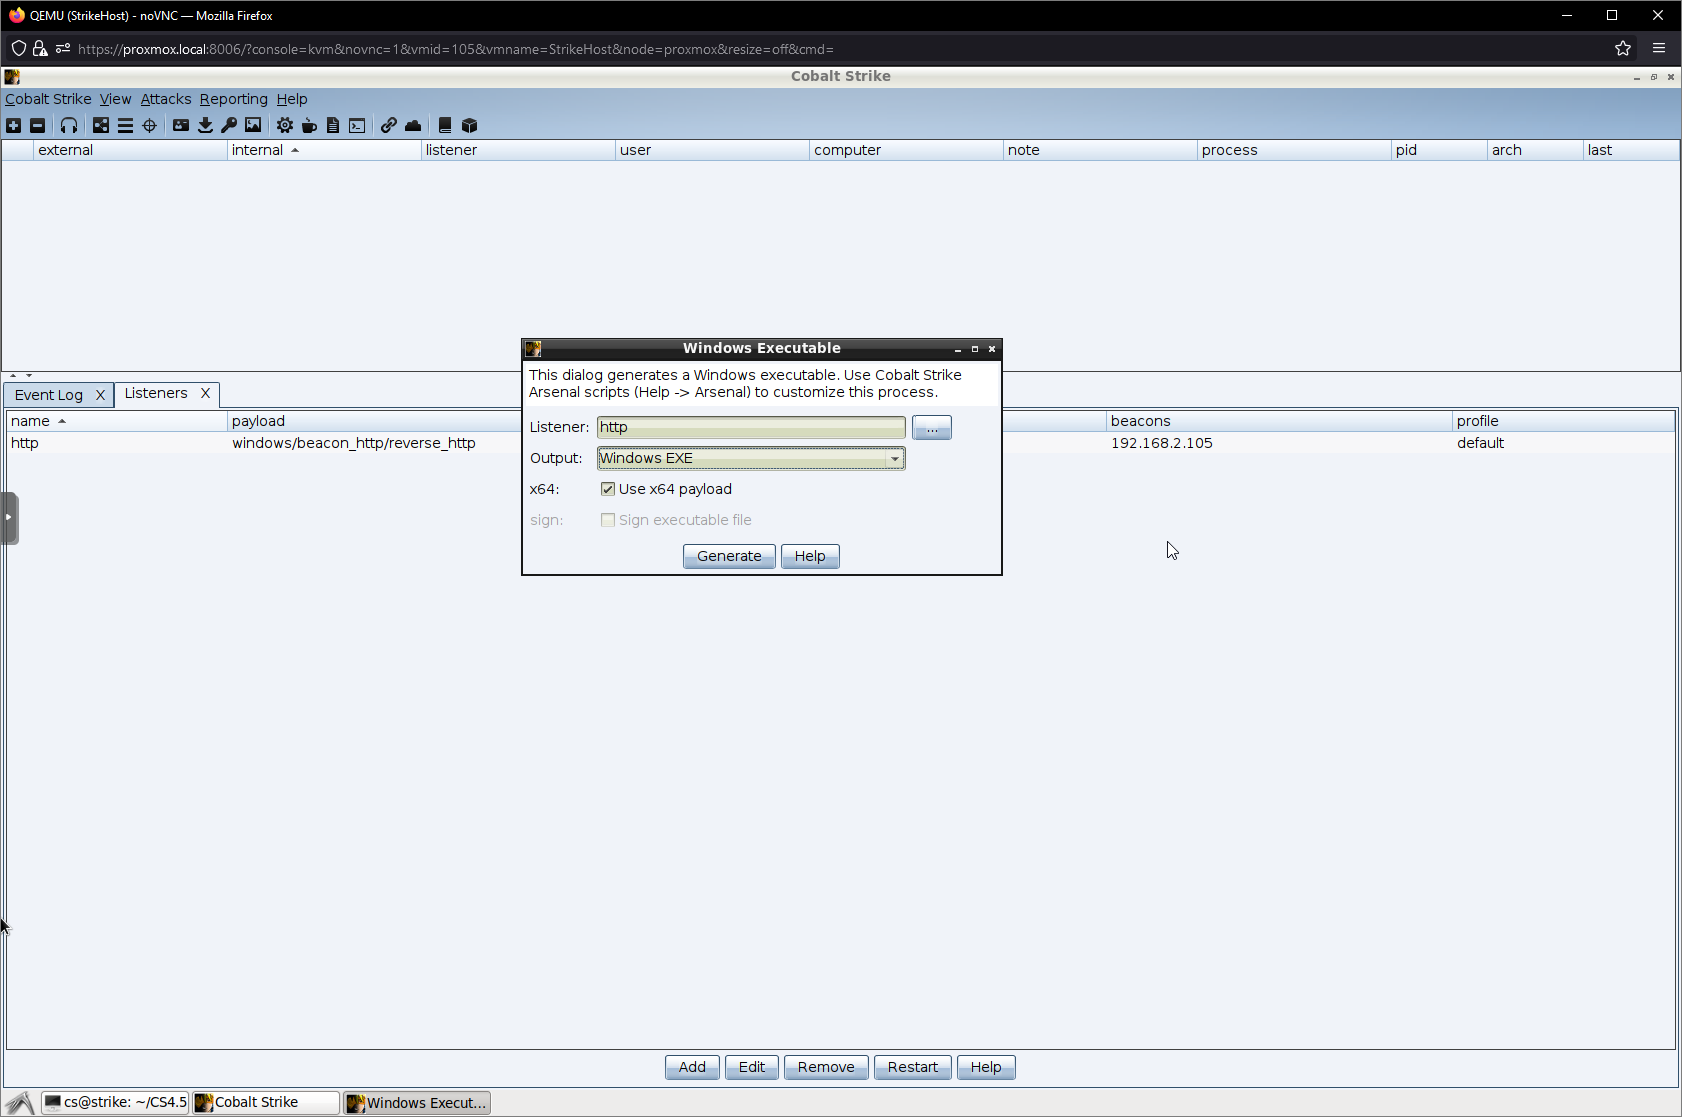 QEMU (StrikeHost) - noVNC — Mozilla Firefox
https://proxmox.local:8006/?console=kvm&novnc=1&vmid=105&vmname=StrikeHost&node=proxmox&resize=off&cmd=
Cobalt Strike
Cobalt Strike View Attacks Reporting Help
external internal listener user computer note process pid arch last
Windows Executable
This dialog generates a Windows executable. Use Cobalt Strike
Arsenal scripts (Help -> Arsenal) to customize this process.
Listener: http ...
Output: Windows EXE
x64: Use x64 payload
sign: Sign executable file
Generate Help
Event Log X Listeners X
name payload beacons profile
http windows/beacon_http/reverse_http 192.168.2.105 default
Add Edit Remove Restart Help
cs@strike: ~/CS4.5 Cobalt Strike Windows Execut...